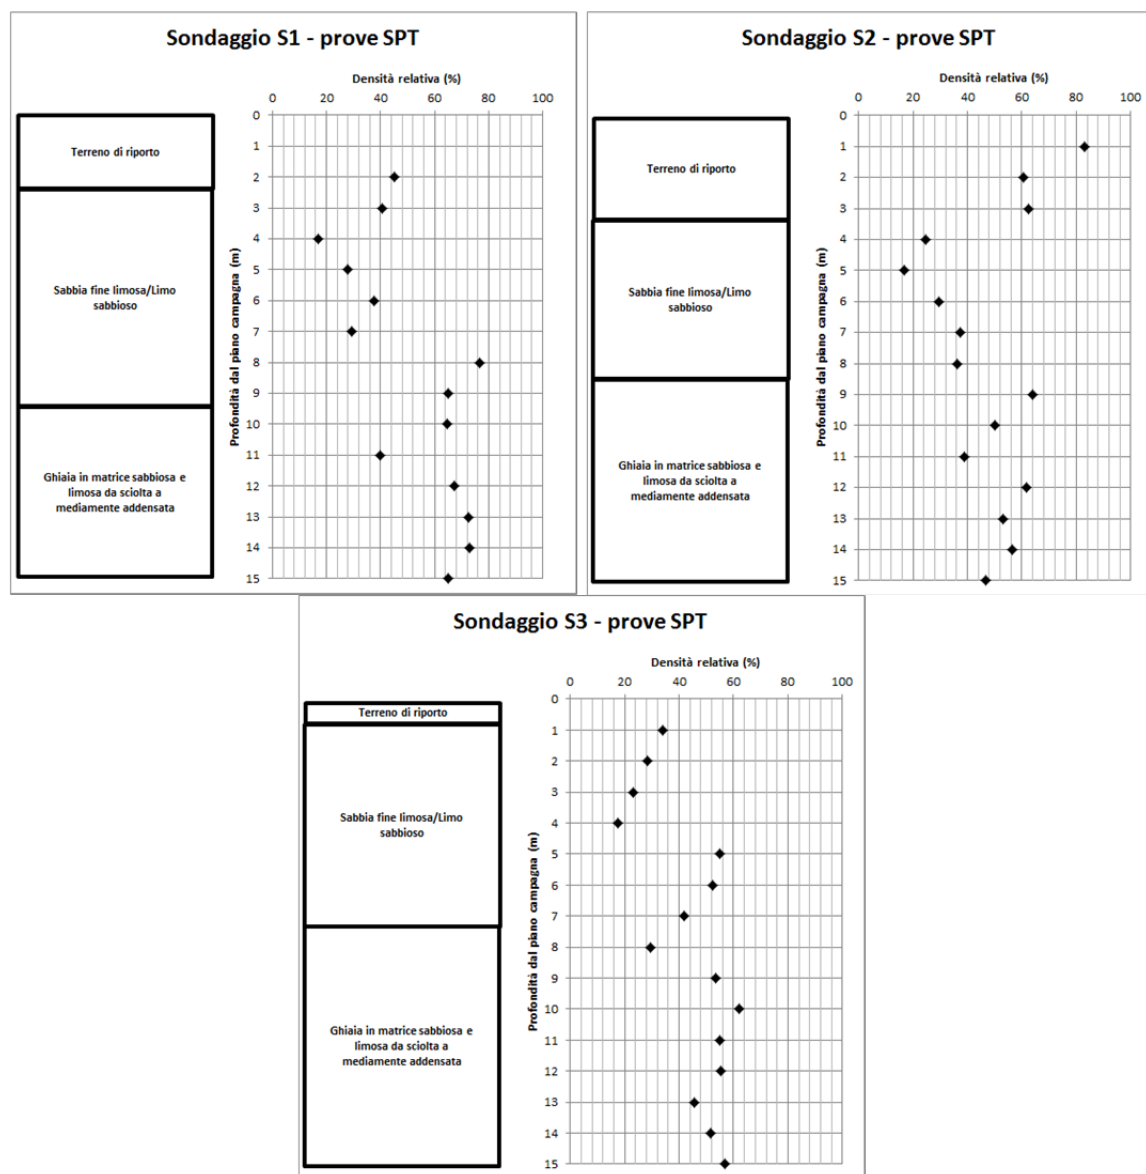 Sondaggio S1 - prove SPT
Densità relativa (%)
0 20 40 60 80 100
0
1
2
3
4
5
6
7
8
9
10
11
12
13
14
15
Profondità dal piano campagna (m)
Terreno di riporto
Sabbia fine limosa/Limo
sabbioso
Ghiaia in matrice sabbiosa e
limosa da sciolta a
mediamente addensata
Sondaggio S2 - prove SPT
Densità relativa (%)
0 20 40 60 80 100
0
1
2
3
4
5
6
7
8
9
10
11
12
13
14
15
Profondità dal piano campagna (m)
Terreno di riporto
Sabbia fine limosa/Limo
sabbioso
Ghiaia in matrice sabbiosa e
limosa da sciolta a
mediamente addensata
Sondaggio S3 - prove SPT
Densità relativa (%)
0 20 40 60 80 100
0
1
2
3
4
5
6
7
8
9
10
11
12
13
14
15
Profondità dal piano campagna (m)
Terreno di riporto
Sabbia fine limosa/Limo
sabbioso
Ghiaia in matrice sabbiosa e
limosa da sciolta a
mediamente addensata